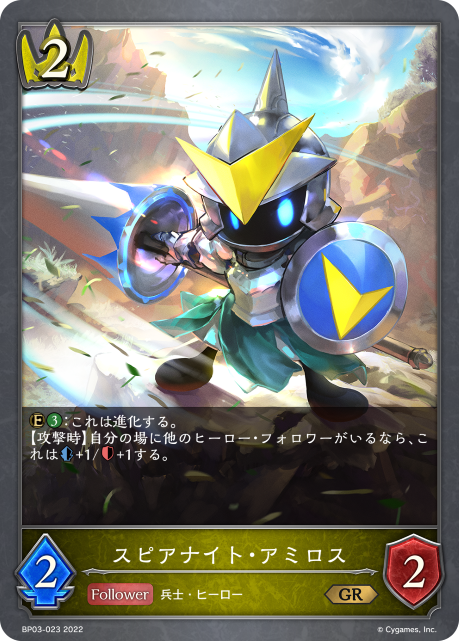 2
E 3:これは進化する。
【攻撃時】自分の場に他のヒーロー・フォロワーがいるなら、こ
れは+1/+1する。
スピアナイト・アミロス
2
Follower 兵士・ヒーロー GR
2
BP03-023 2022 © Cygames, Inc.